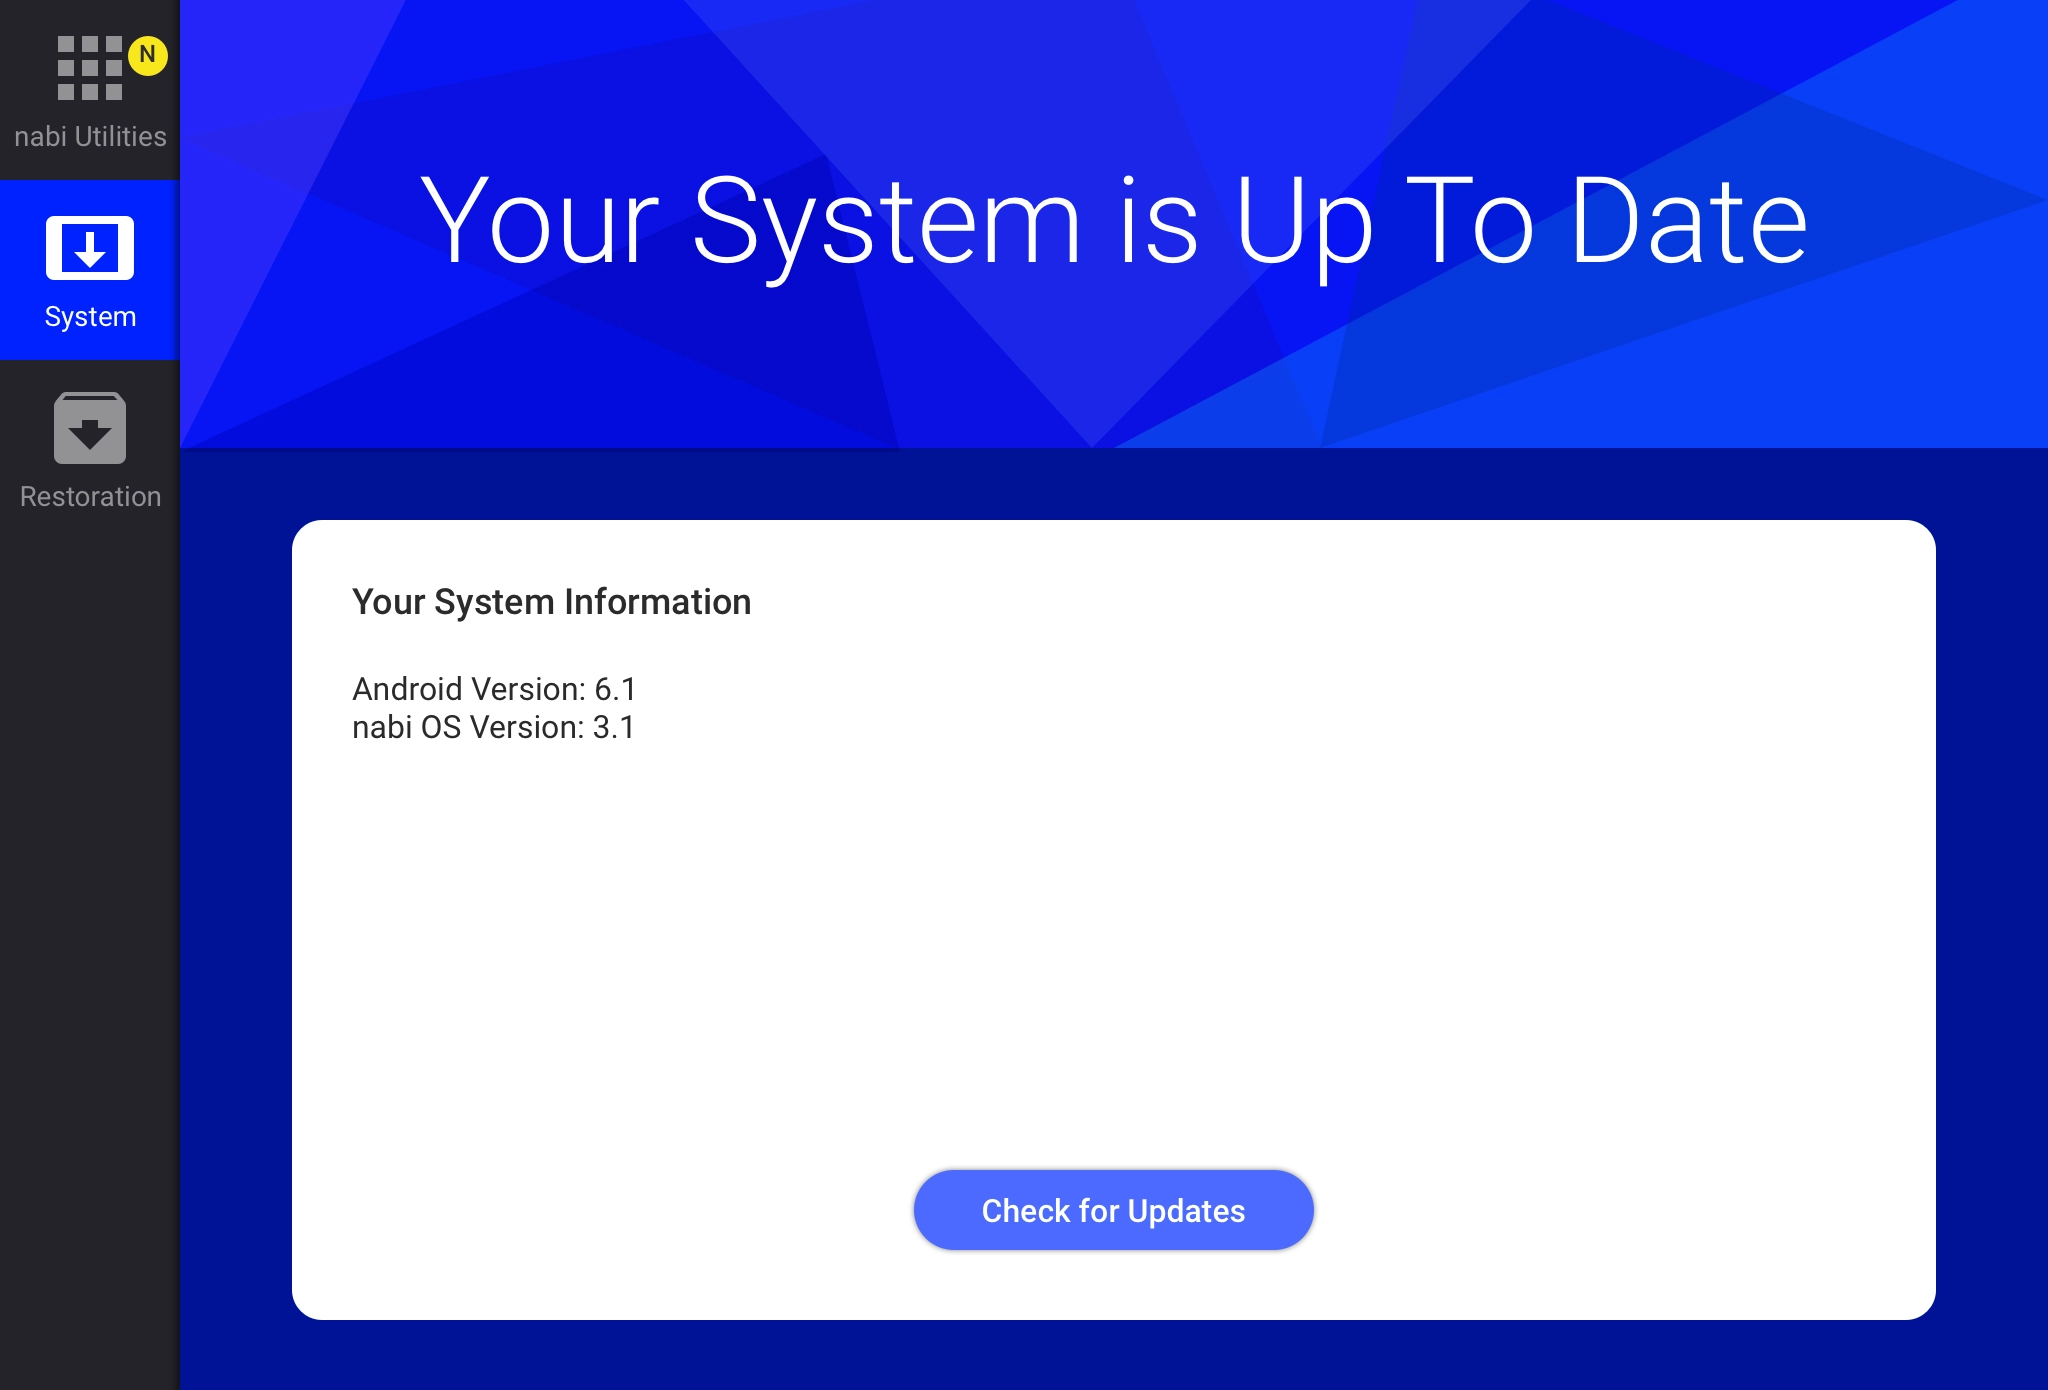 N
nabi Utilities
System
Restoration
Your System is Up To Date
Your System Information
Android Version: 6.1
nabi OS Version: 3.1
Check for Updates